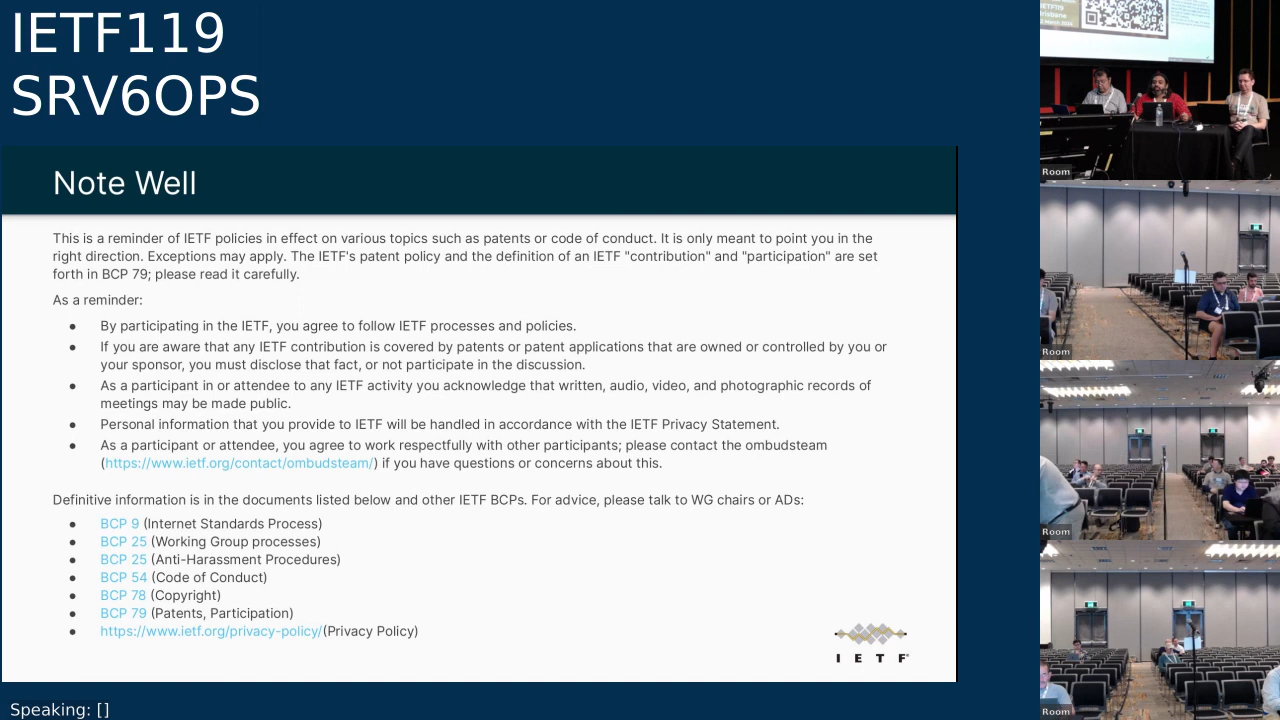 IETF119
SRV6OPS
Note Well
This is a reminder of IETF policies in effect on various topics such as patents or code of conduct. It is only meant to point you in the
right direction. Exceptions may apply. The IETF's patent policy and the definition of an IETF "contribution" and "participation" are set
forth in BCP 79; please read it carefully.
As a reminder:
● By participating in the IETF, you agree to follow IETF processes and policies.
● If you are aware that any IETF contribution is covered by patents or patent applications that are owned or controlled by you or
your sponsor, you must disclose that fact, or not participate in the discussion.
● As a participant in or attendee to any IETF activity you acknowledge that written, audio, video, and photographic records of
meetings may be made public.
● Personal information that you provide to IETF will be handled in accordance with the IETF Privacy Statement.
● As a participant or attendee, you agree to work respectfully with other participants; please contact the ombudsteam
(https://www.ietf.org/contact/ombudsteam/) if you have questions or concerns about this.
Definitive information is in the documents listed below and other IETF BCPs. For advice, please talk to WG chairs or ADs:
● BCP 9 (Internet Standards Process)
● BCP 25 (Working Group processes)
● BCP 25 (Anti-Harassment Procedures)
● BCP 54 (Code of Conduct)
● BCP 78 (Copyright)
● BCP 79 (Patents, Participation)
● https://www.ietf.org/privacy-policy/(Privacy Policy)
I E T F®
Speaking: []
IETF119
Room
Room
Room
Room